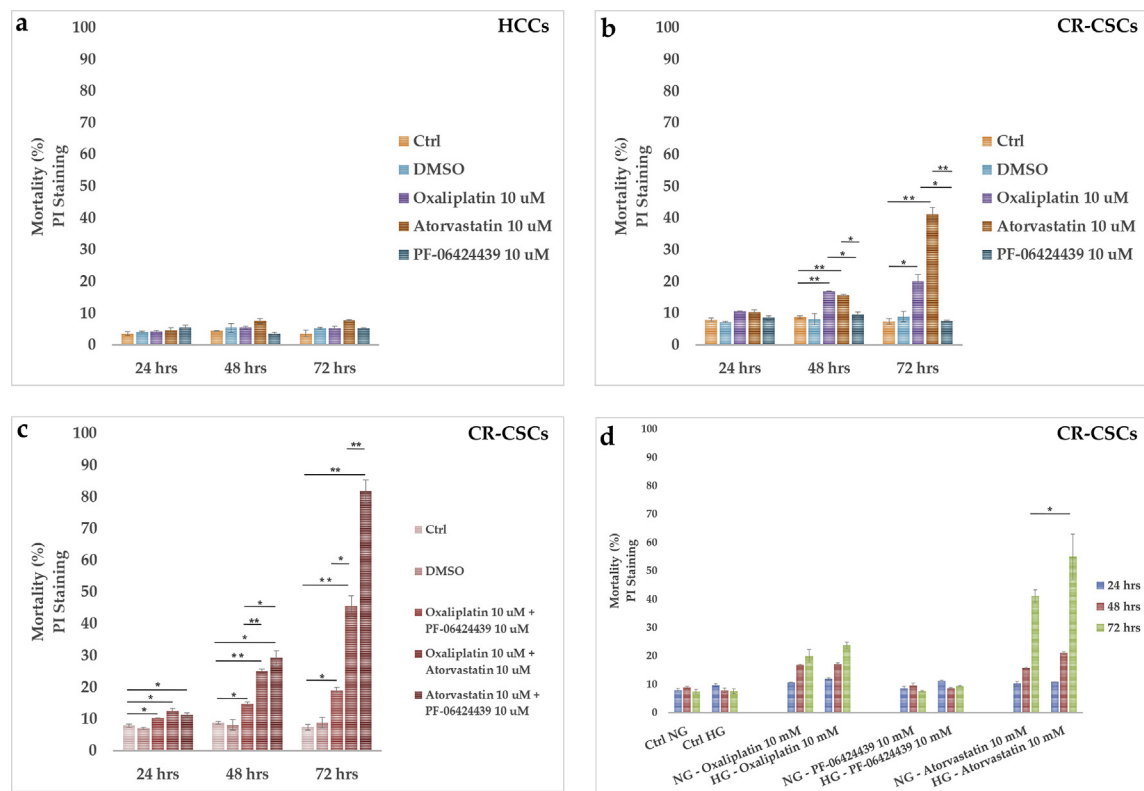 a
HCCs
Mortality (%)
PI Staining
100
90
80
70
60
50
40
30
20
10
0
24 hrs
48 hrs
72 hrs
Ctrl
DMSO
Oxaliplatin 10 uM
Atorvastatin 10 uM
PF-06424439 10 uM
b
CR-CSCs
Mortality (%)
PI Staining
100
90
80
70
60
50
40
30
20
10
0
** ** * *
* ** * **
24 hrs
48 hrs
72 hrs
Ctrl
DMSO
Oxaliplatin 10 uM
Atorvastatin 10 uM
PF-06424439 10 uM
c
CR-CSCs
Mortality (%)
PI Staining
100
90
80
70
60
50
40
30
20
10
0
* * *
* ** * ** *
* ** * ** **
24 hrs
48 hrs
72 hrs
Ctrl
DMSO
Oxaliplatin 10 uM +
PF-06424439 10 uM
Oxaliplatin 10 uM +
Atorvastatin 10 uM
Atorvastatin 10 uM +
PF-06424439 10 uM
d
CR-CSCs
Mortality (%)
PI Staining
100
90
80
70
60
50
40
30
20
10
0
*
Ctrl NG
Ctrl HG
NG - Oxaliplatin 10 mM
HG - Oxaliplatin 10 mM
NG - PF-06424439 10 mM
HG - PF-06424439 10 mM
NG - Atorvastatin 10 mM
HG - Atorvastatin 10 mM
24 hrs
48 hrs
72 hrs